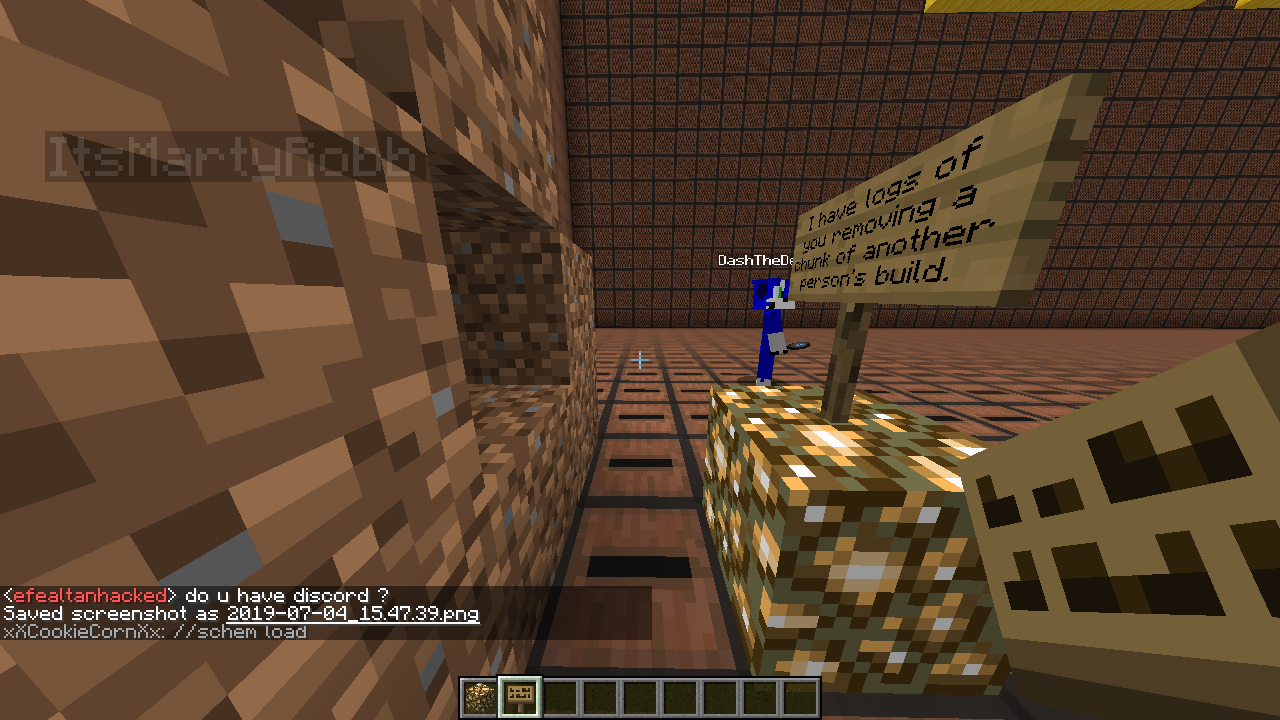 ItsMartyRobb
I have logs of
you removing a
chunk of another
person's build.
<efealtanhacked> do u have discord ?
Saved screenshot as 2019-07-04_15.47.39.png
xXCookieCornXx: //schem load